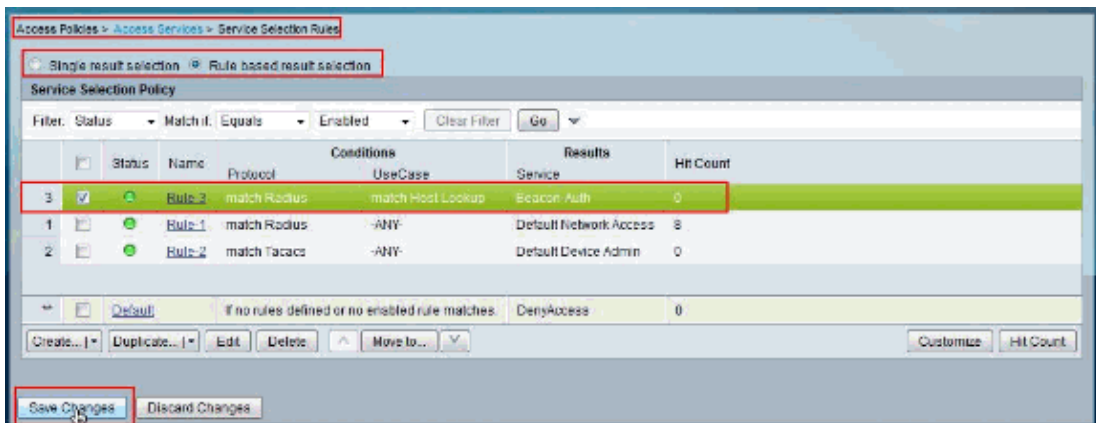 Access Policies > Access Services > Service Selection Rules
Single result selection Rule based result selection
Service Selection Policy
Filter: Status Match if: Equals Enabled Clear Filter Go
Conditions Results
Status Name Protocol UseCase Service Hit Count
3 Rule-3 match Radius match Host Lookup Beacon Auth 0
1 Rule-1 match Radius -ANY- Default Network Access 8
2 Rule-2 match Tacacs -ANY- Default Device Admin 0
** Default If no rules defined or no enabled rule matches. DenyAccess 0
Create... Duplicate... Edit Delete Move to... Customize Hit Count
Save Changes Discard Changes